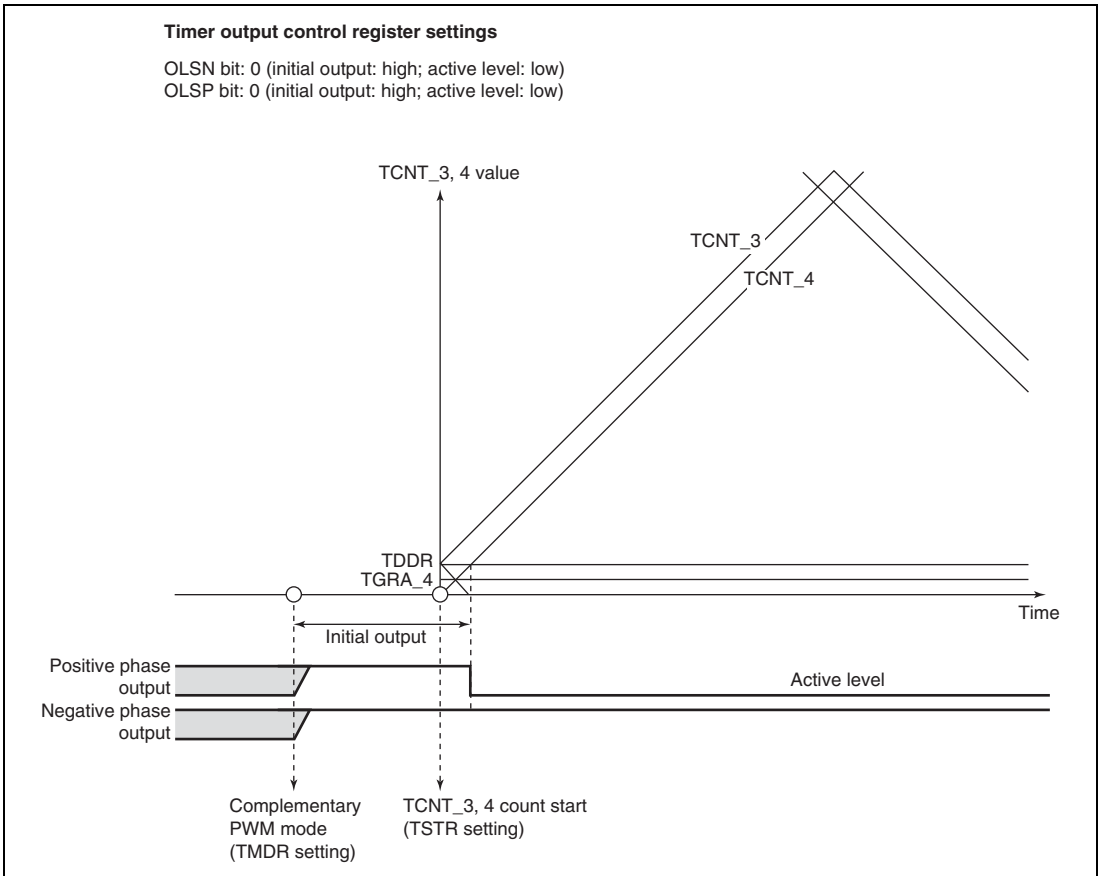 Timer output control register settings
OLSN bit: 0 (initial output: high; active level: low)
OLSP bit: 0 (initial output: high; active level: low)
TCNT_3, 4 value
TCNT_3
TCNT_4
TDDR
TGRA_4
Time
Initial output
Positive phase
output
Active level
Negative phase
output
Complementary
PWM mode
(TMDR setting)
TCNT_3, 4 count start
(TSTR setting)